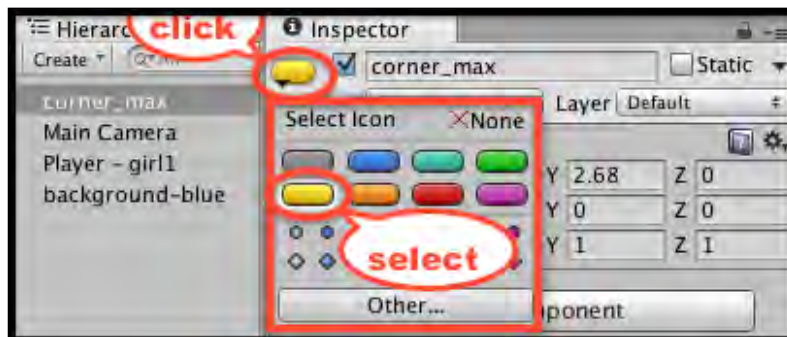 Hierarc
click
Inspector
Create
corner_max
Static
corner_max
Layer Default
Main Camera
Player - girl1
background-blue
Select Icon
None
Y 2.68 Z 0
Y 0 Z 0
Y 1 Z 1
select
Other...
ponent